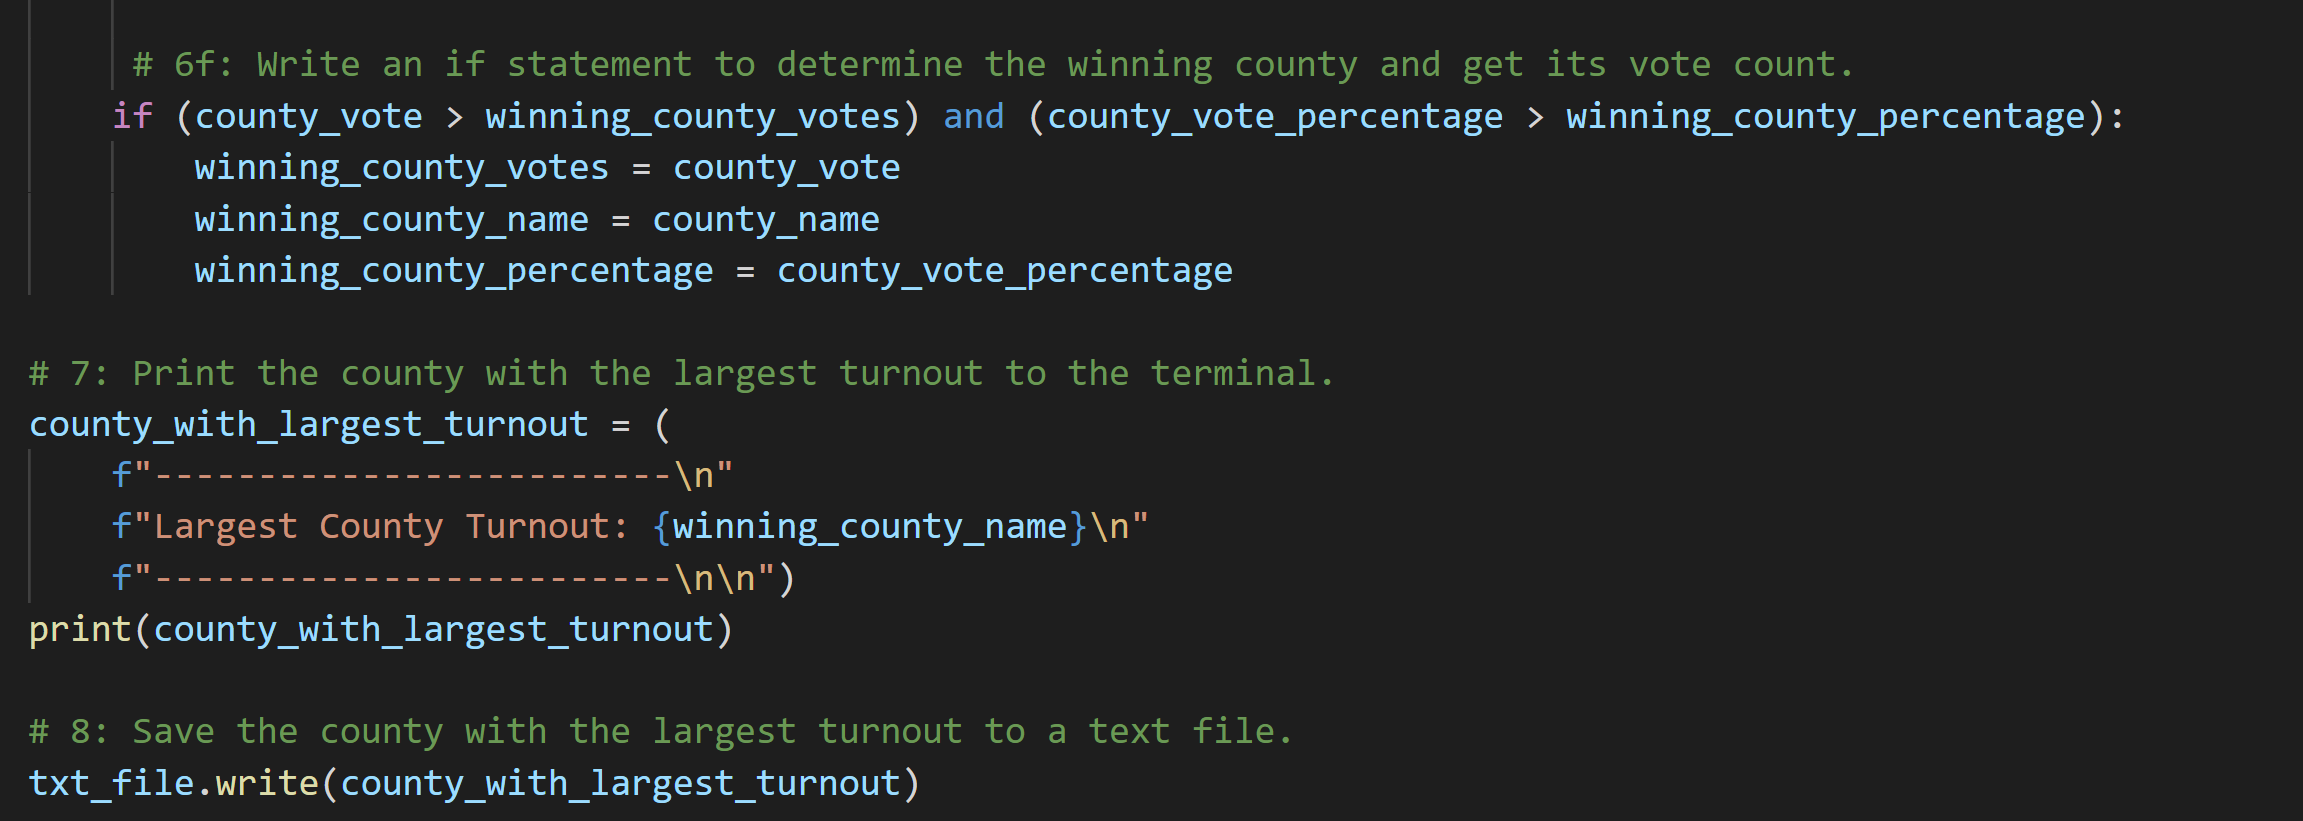 # 6f: Write an if statement to determine the winning county and get its vote count.
if (county_vote > winning_county_votes) and (county_vote_percentage > winning_county_percentage):
winning_county_votes = county_vote
winning_county_name = county_name
winning_county_percentage = county_vote_percentage
# 7: Print the county with the largest turnout to the terminal.
county_with_largest_turnout = (
f"-------------------------\n"
f"Largest County Turnout: {winning_county_name}\n"
f"-------------------------\n\n")
print(county_with_largest_turnout)
# 8: Save the county with the largest turnout to a text file.
txt_file.write(county_with_largest_turnout)